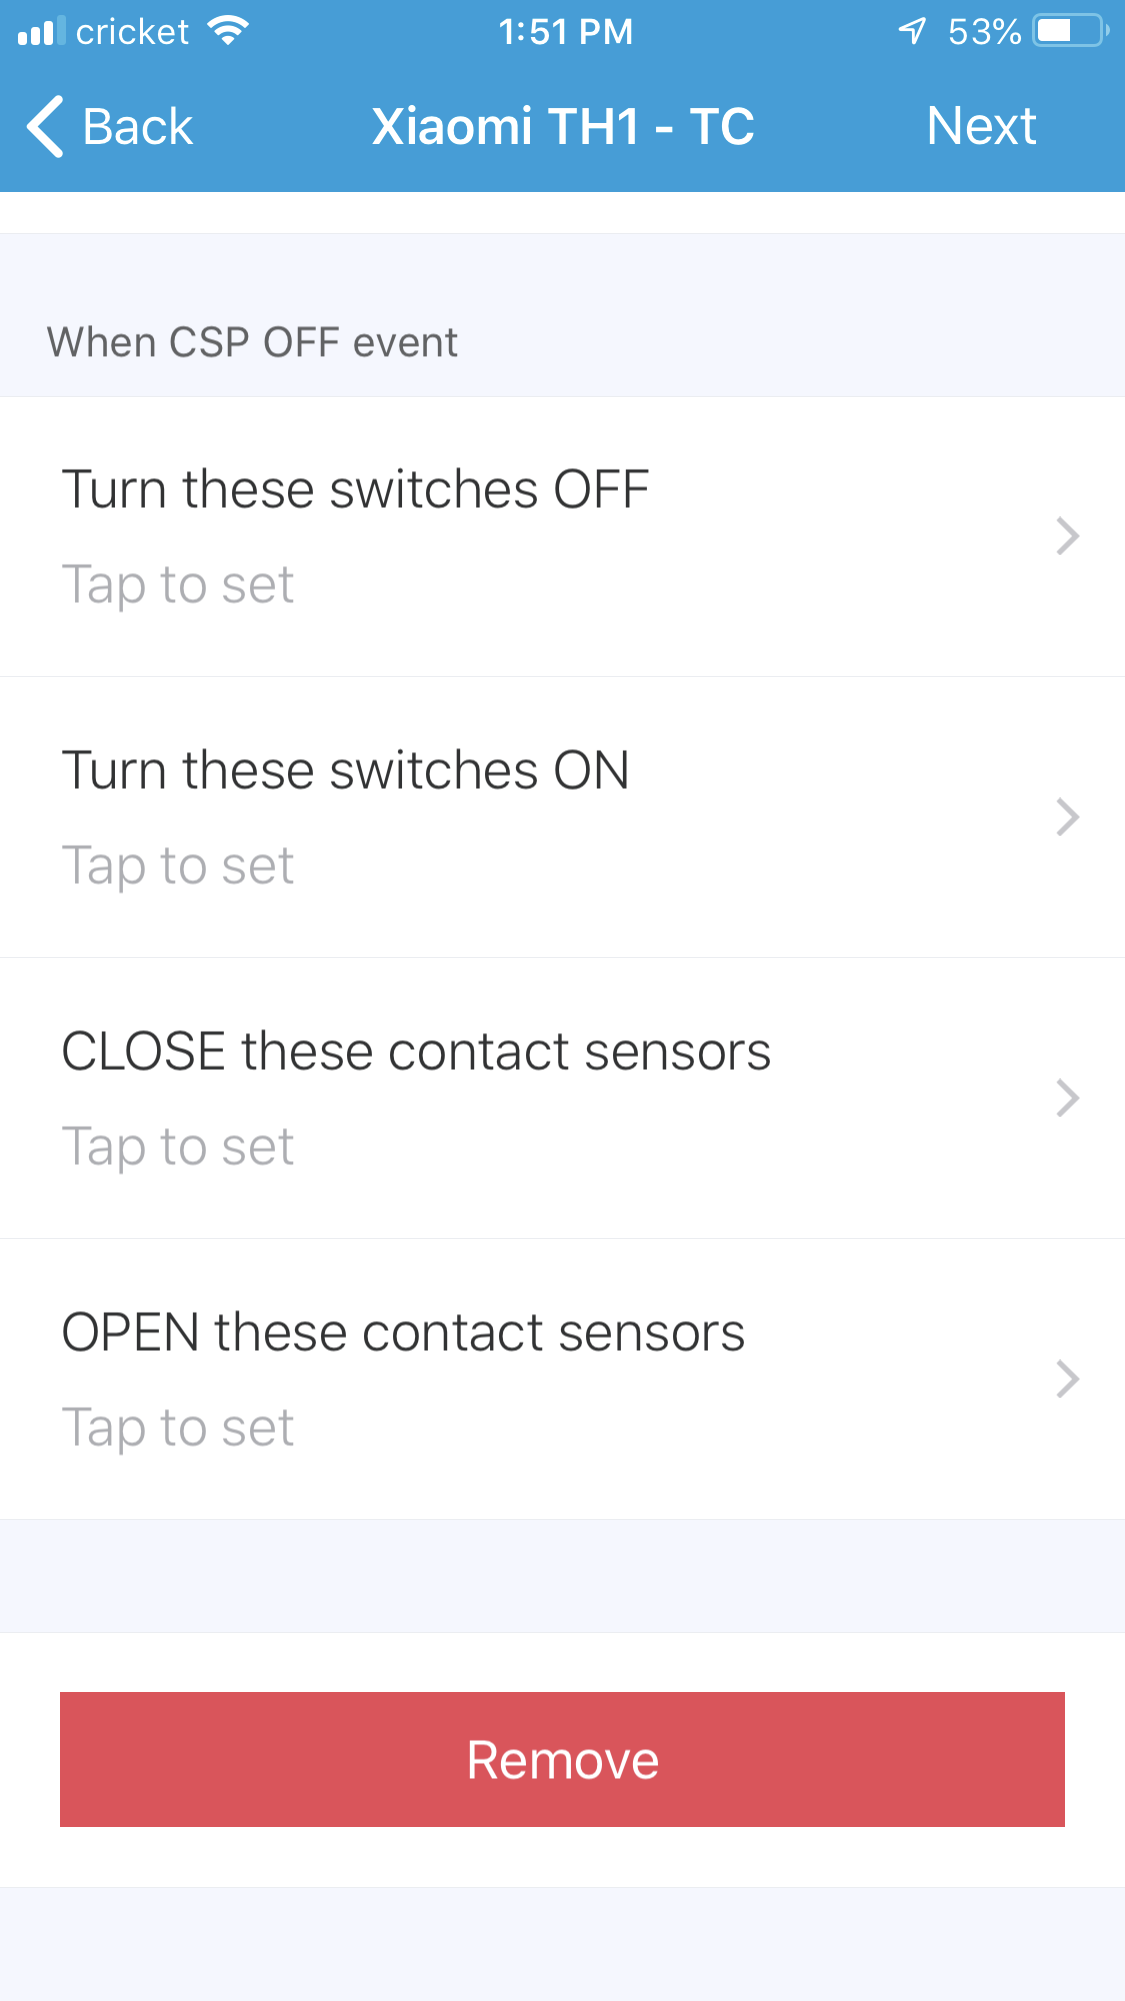 cricket 1:51 PM 53%
Back Xiaomi TH1 - TC Next
When CSP OFF event
Turn these switches OFF
Tap to set
Turn these switches ON
Tap to set
CLOSE these contact sensors
Tap to set
OPEN these contact sensors
Tap to set
Remove